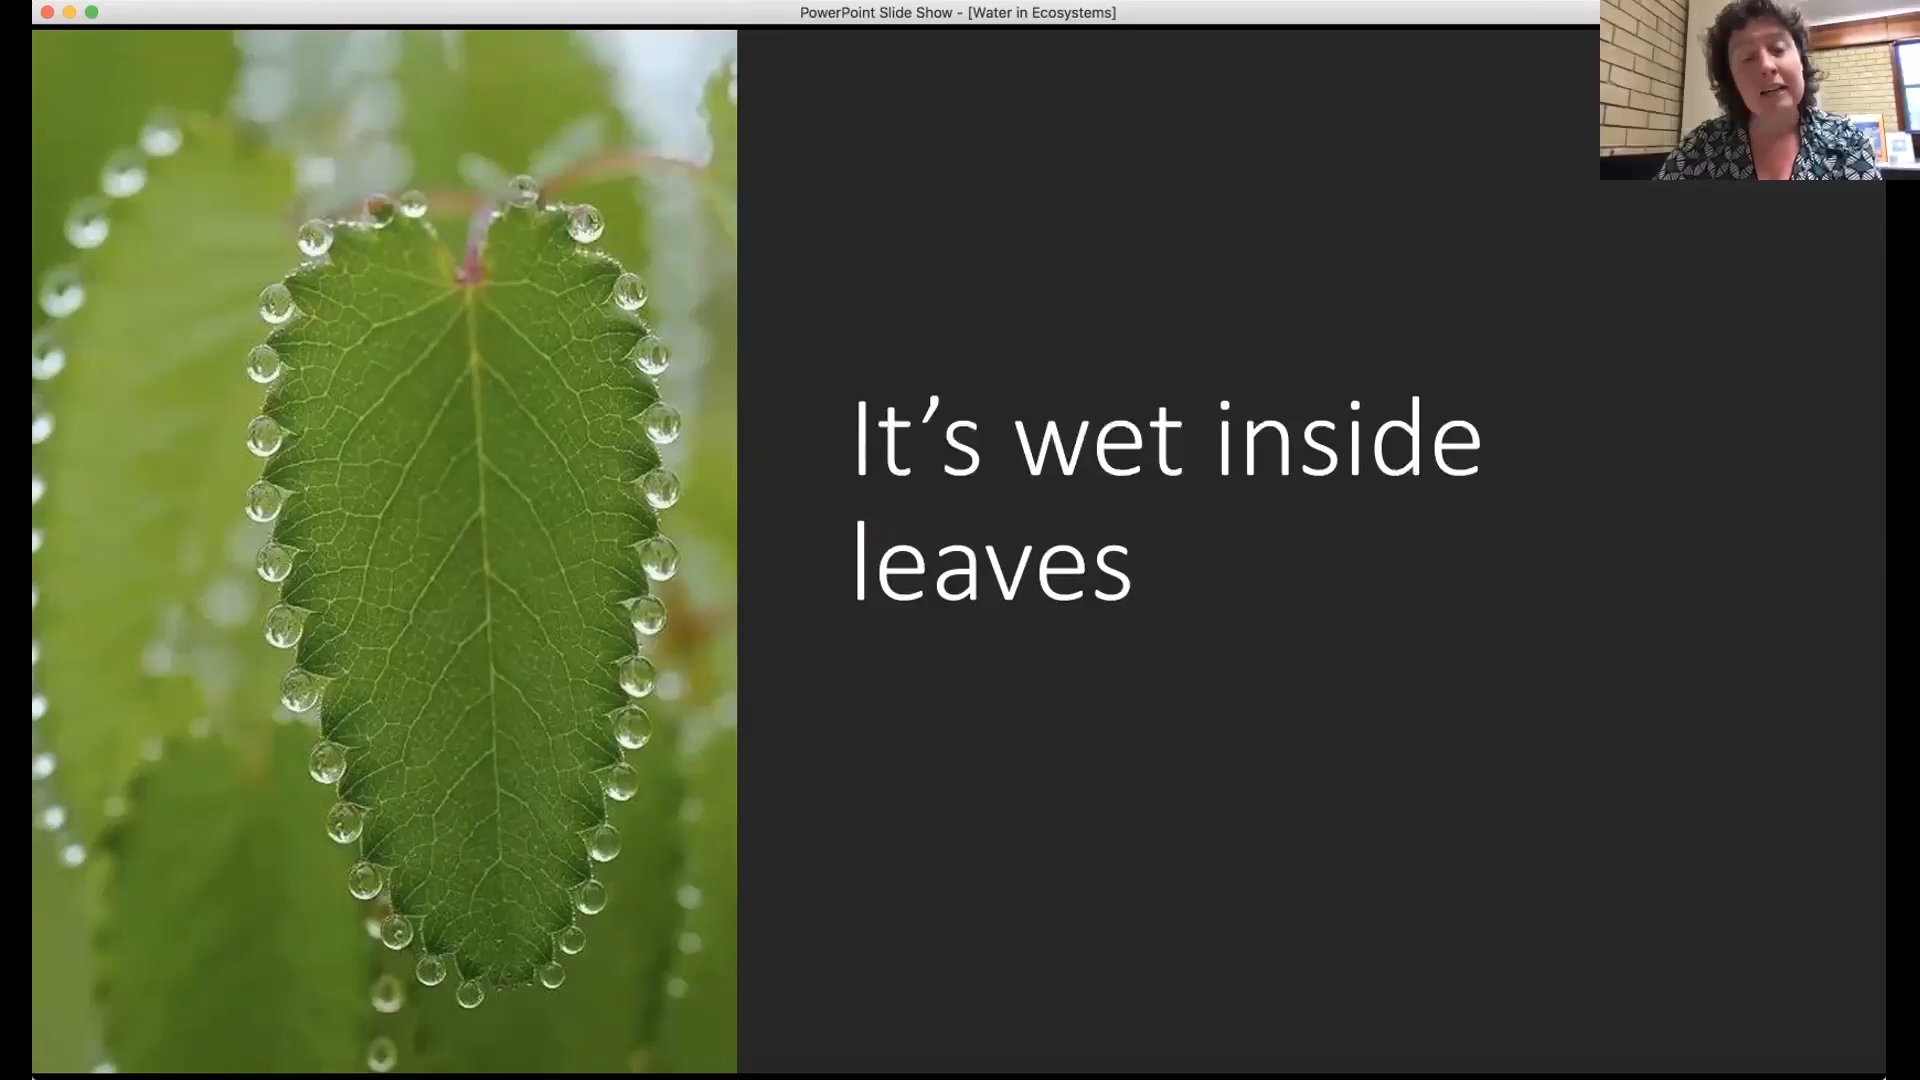 PowerPoint Slide Show - [Water in Ecosystems]
It’s wet inside
leaves